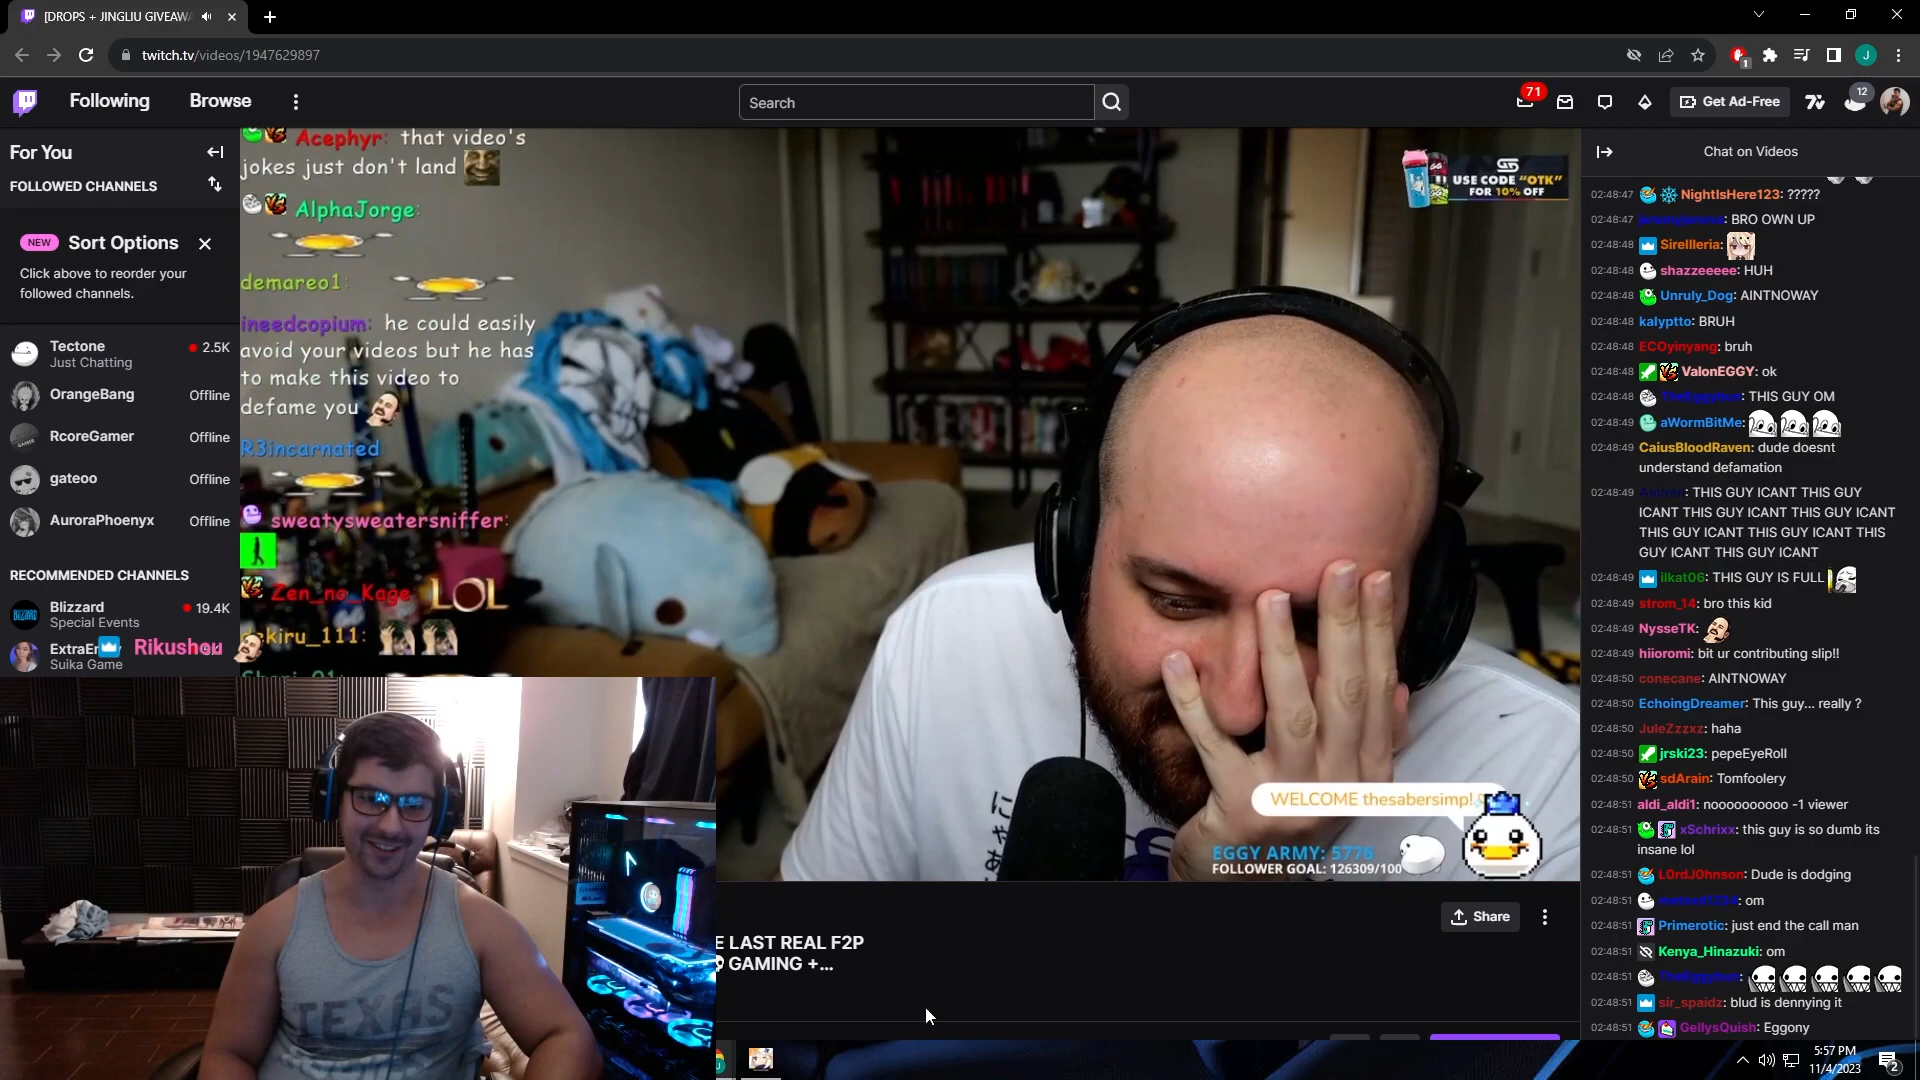 [DROPS + JINGLIU GIVEAWA
twitch.tv/videos/1947629897
1
J
Following
Browse
Search
71
Get Ad-Free
12
For You
FOLLOWED CHANNELS
NEW Sort Options
Click above to reorder your
followed channels.
Tectone
2.5K
Just Chatting
OrangeBang
Offline
RcoreGamer
Offline
gateoo
Offline
AuroraPhoenyx
Offline
RECOMMENDED CHANNELS
Blizzard
19.4K
Special Events
Suika Game
Rikushou
Acephyr: that video's
jokes just don't land
AlphaJorge:
demareo1:
ineedcopium: he could easily
avoid your videos but he has
to make this video to
defame you
R3incarnated
sweatysweatersniffer:
Zen_no_Kage LOL
kiru_111:
GG
USE CODE "OTK"
FOR 10% OFF
WELCOME thesabersimp!
EGGY ARMY: 5776
FOLLOWER GOAL: 126309/100
TEXAS
E LAST REAL F2P
GAMING +...
Share
Chat on Videos
02:48:47 NightIsHere123: ?????
02:48:47 : BRO OWN UP
02:48:48 SireIlleria:
02:48:48 shazzeeeee: HUH
02:48:48 Unruly_Dog: AINTNOWAY
02:48:48 kalyptto: BRUH
02:48:48 ECOyinyang: bruh
02:48:48 ValonEGGY: ok
02:48:48 TheEggybun: THIS GUY OM
02:48:49 aWormBitMe:
02:48:49 CaiusBloodRaven: dude doesnt
understand defamation
02:48:49 : THIS GUY ICANT THIS GUY
ICANT THIS GUY ICANT THIS GUY ICANT
THIS GUY ICANT THIS GUY ICANT THIS
GUY ICANT THIS GUY ICANT
02:48:49 ilkat06: THIS GUY IS FULL
02:48:49 strom_14: bro this kid
02:48:49 NysseTK:
02:48:49 hiioromi: bit ur contributing slip!!
02:48:50 conecane: AINTNOWAY
02:48:50 EchoingDreamer: This guy... really ?
02:48:50 JuleZzzxz: haha
02:48:50 jrski23: pepeEyeRoll
02:48:50 sdArain: Tomfoolery
02:48:51 aldi_aldi1: noooooooooo -1 viewer
02:48:51 xSchrixx: this guy is so dumb its
insane lol
02:48:51 L0rdJ0hnson: Dude is dodging
02:48:51 : om
02:48:51 Primerotic: just end the call man
02:48:51 Kenya_Hinazuki: om
02:48:51 TheEggybun:
02:48:51 sir_spaidz: blud is dennying it
02:48:51 GellysQuish: Eggony
5:57 PM
11/4/2023
2